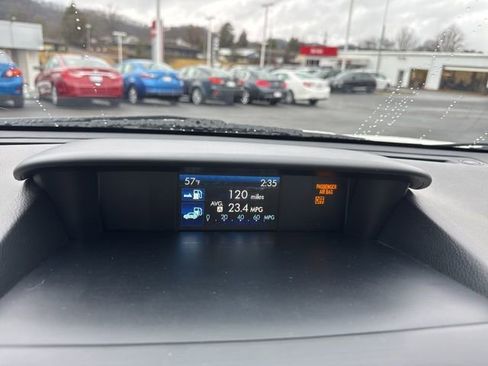 57°F 2:35
120 miles
AVG. A 23.4 MPG
0 20 40 60 MPG
PASSENGER
AIR BAG
OFF